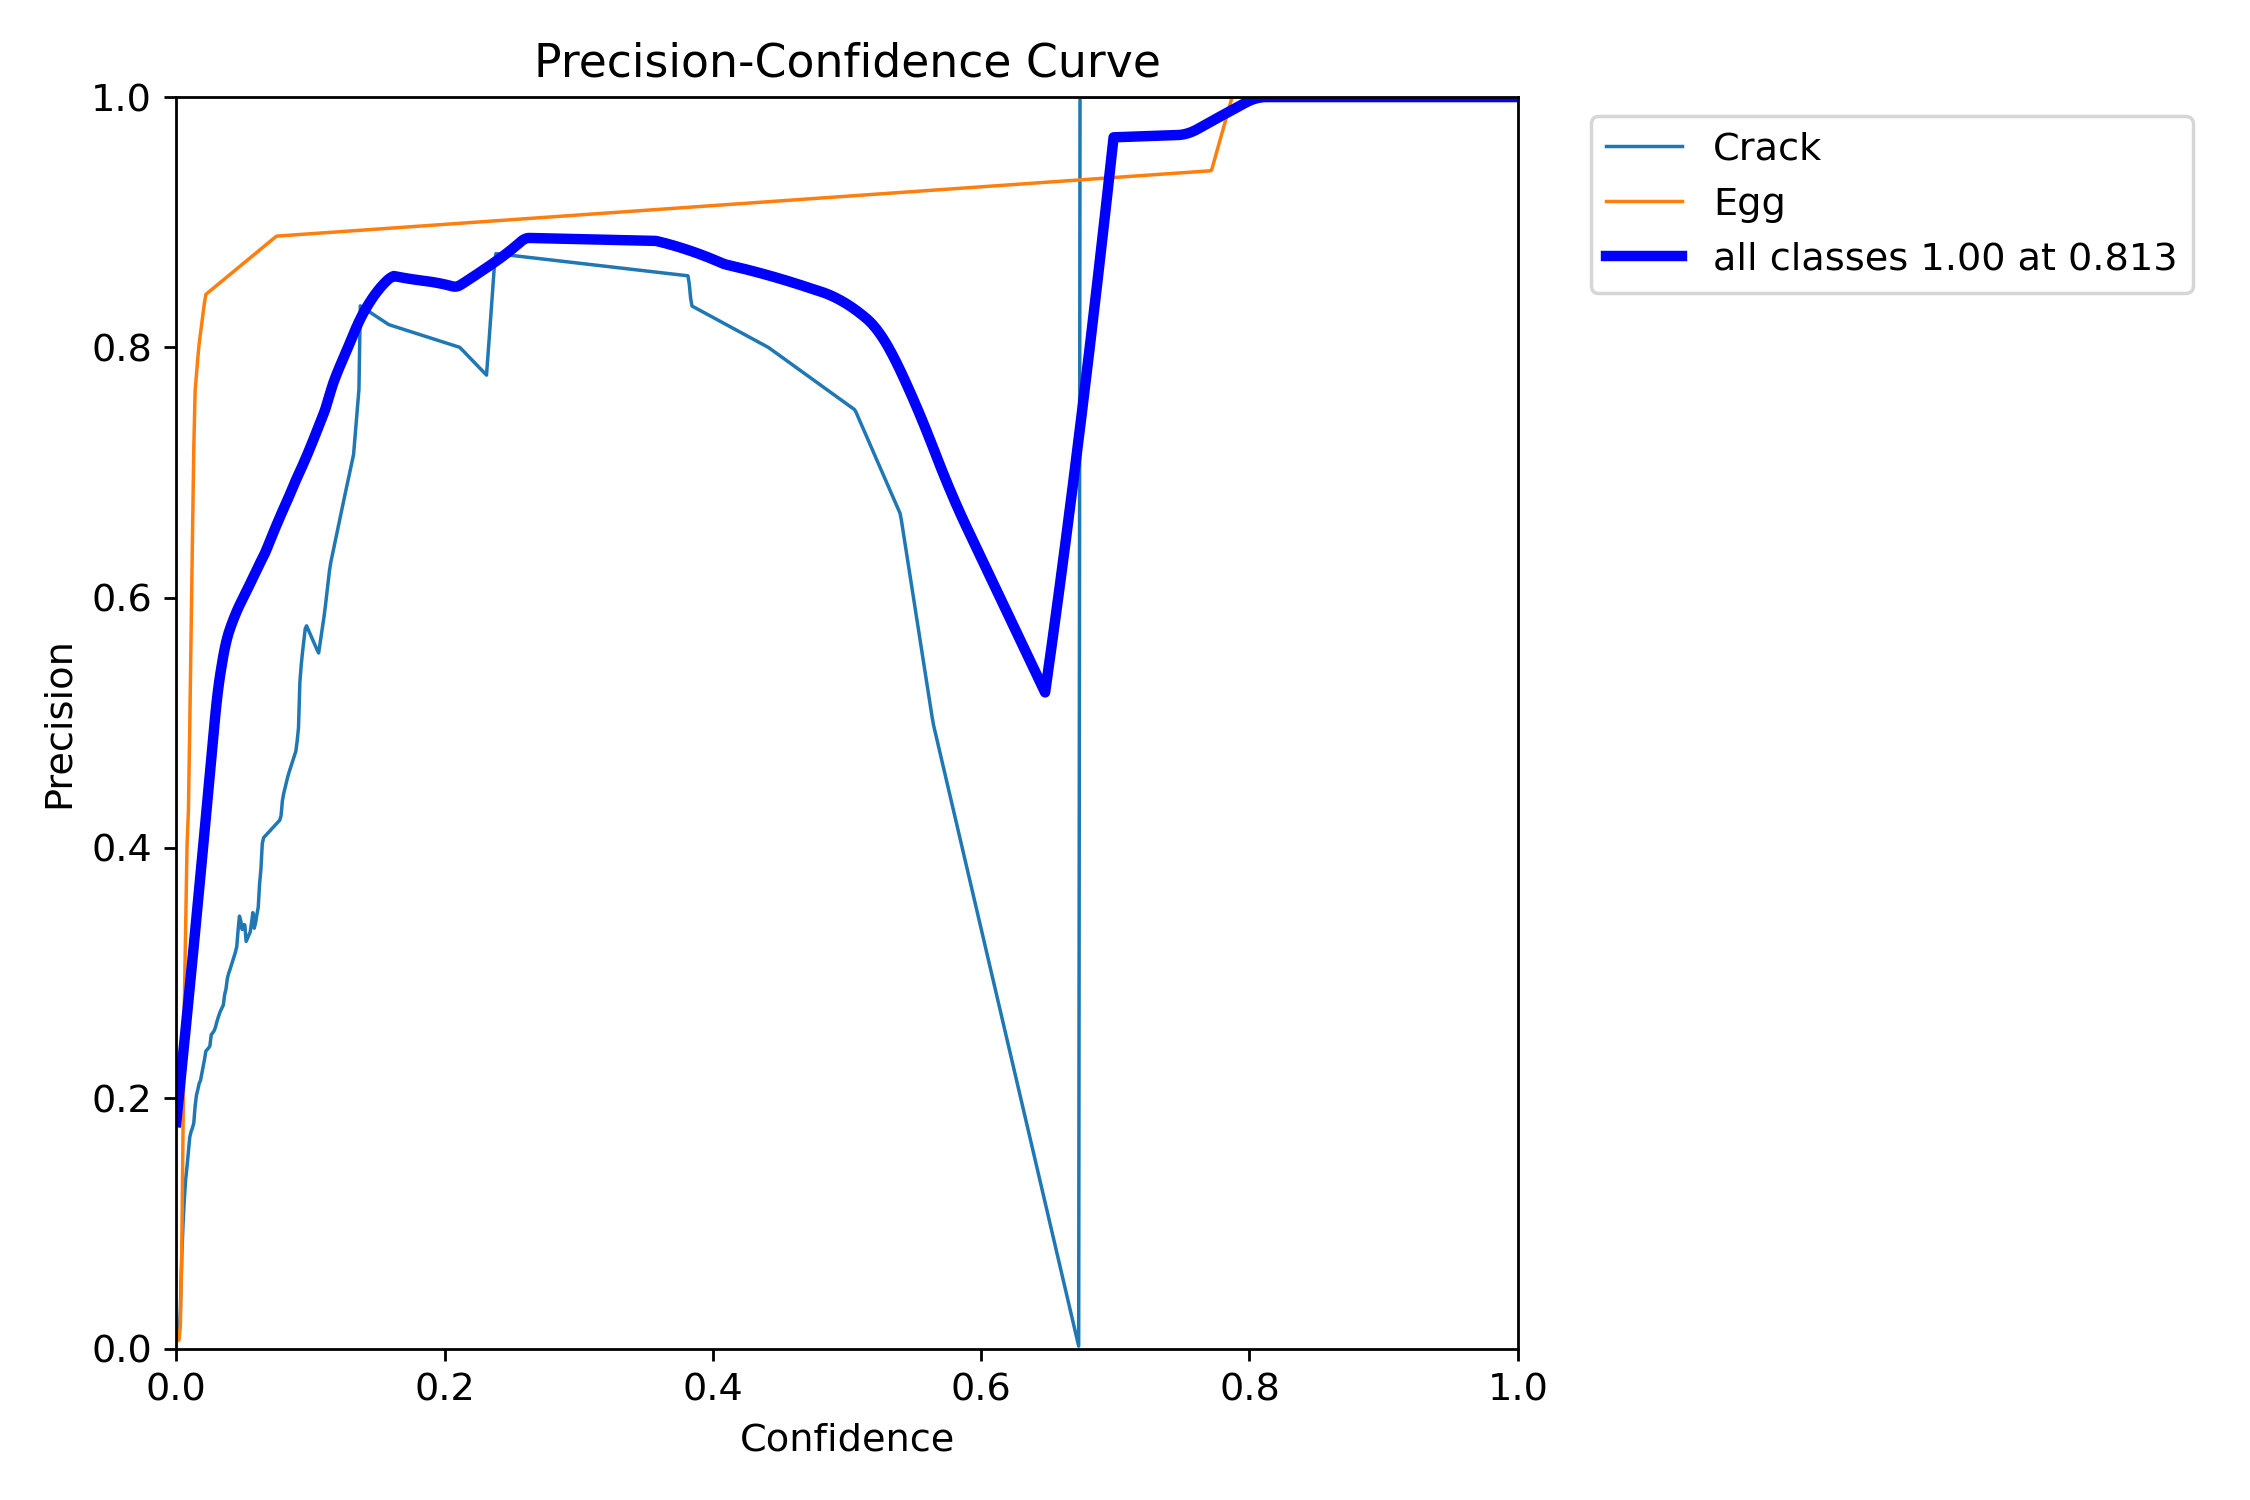 Precision-Confidence Curve
1.0
0.8
0.6
0.4
0.2
0.0
Precision
0.0 0.2 0.4 0.6 0.8 1.0
Confidence
Crack
Egg
all classes 1.00 at 0.813